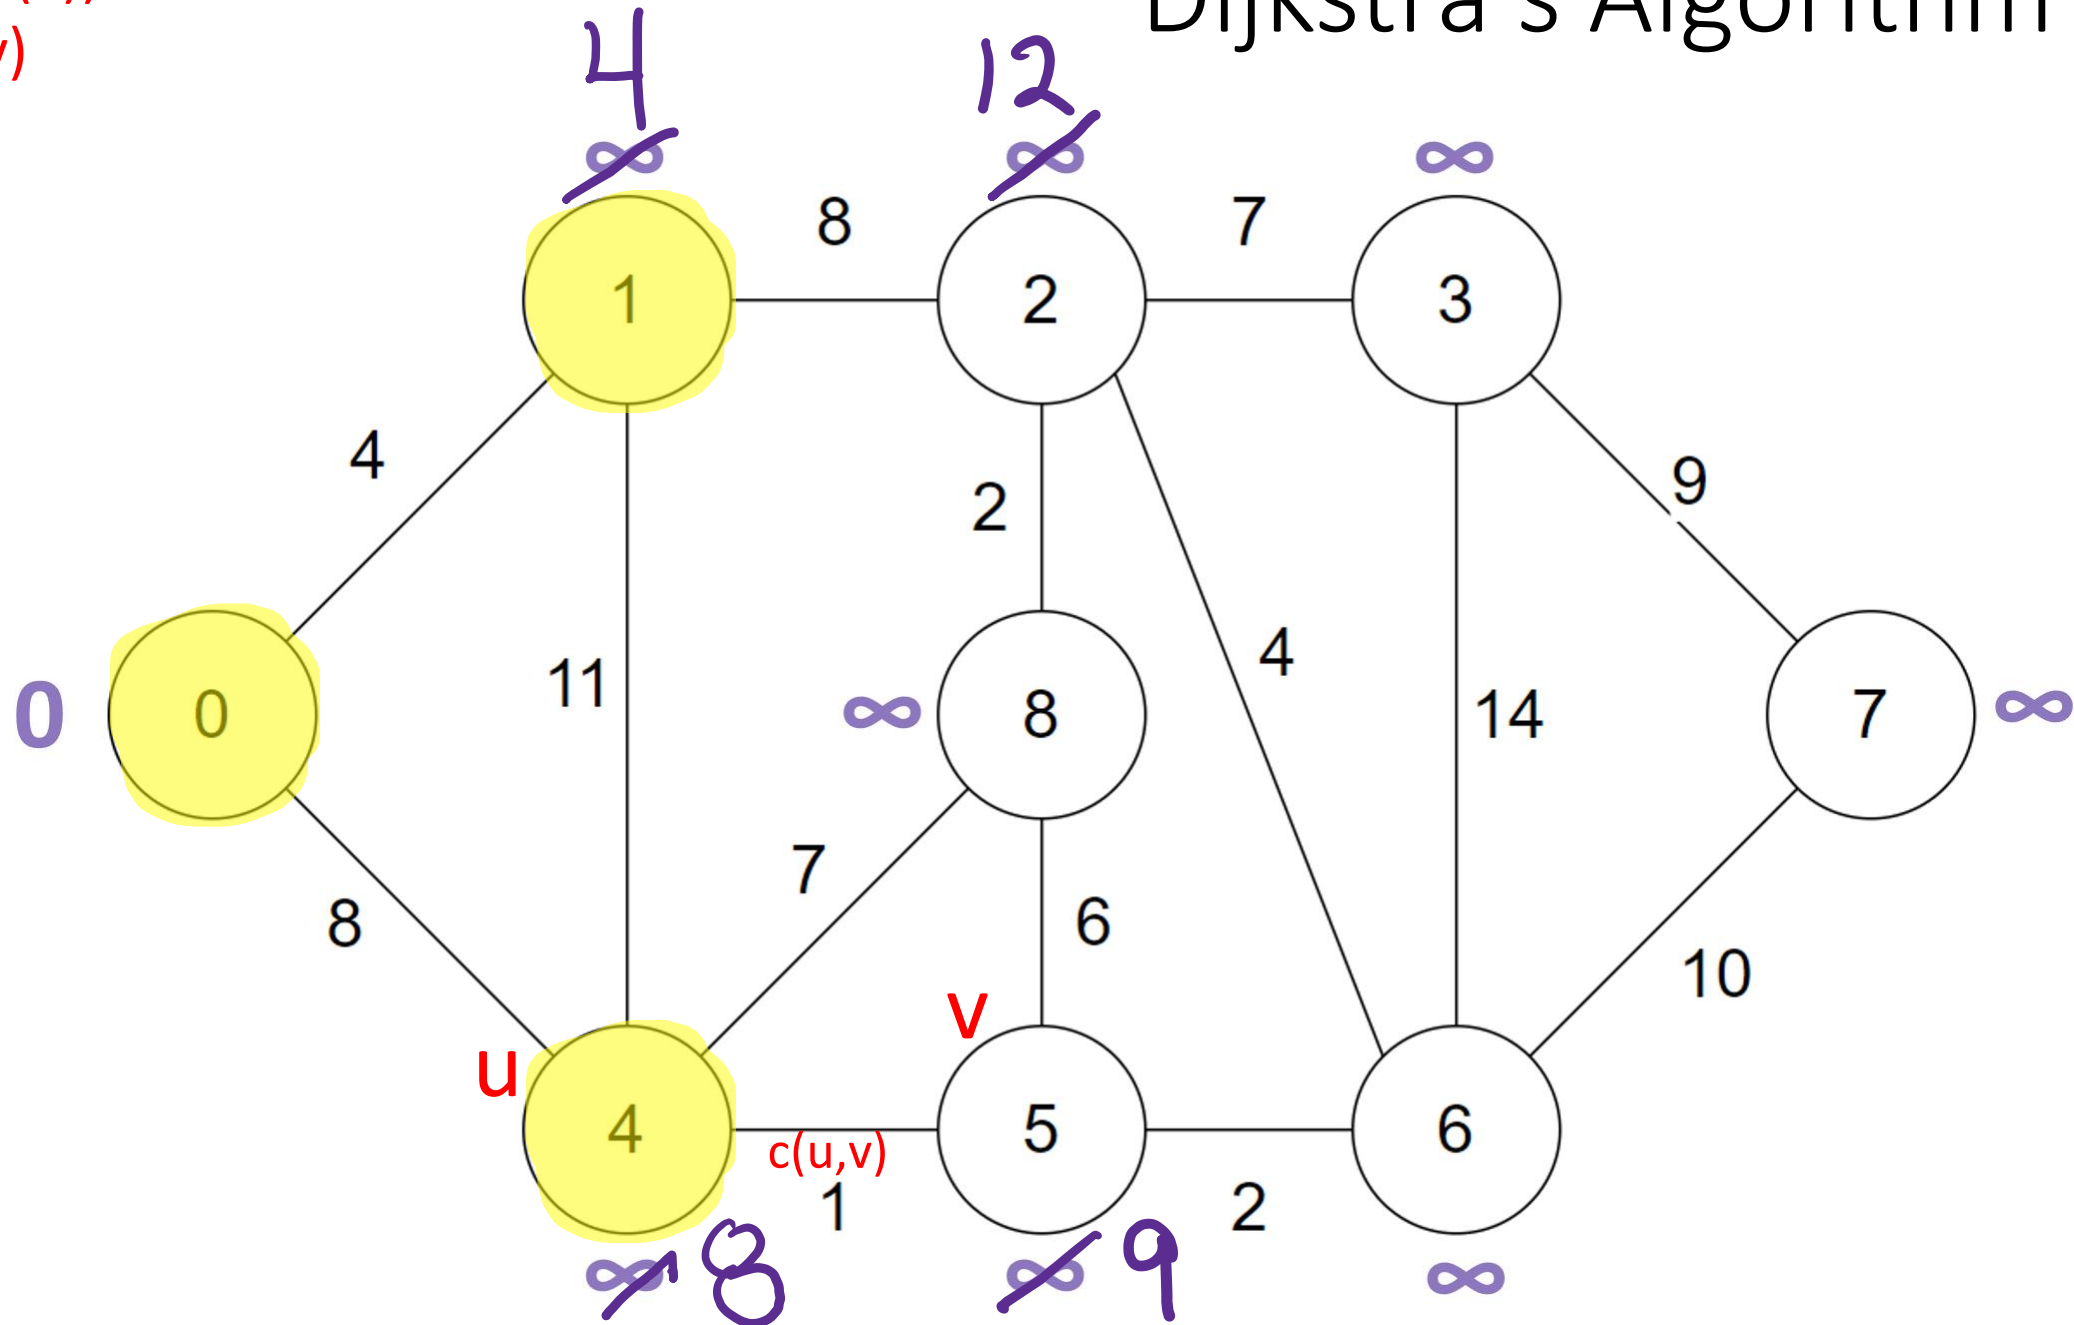 Dijkstra's Algorithm
v)
4 12
∞ ∞ ∞
8 7
1 2 3
4 2 9
11 4
0 0 ∞ 8 14 7 ∞
8 7 6 10
u v
4 c(u,v) 5 6
1 2
∞ 8 ∞ 9 ∞